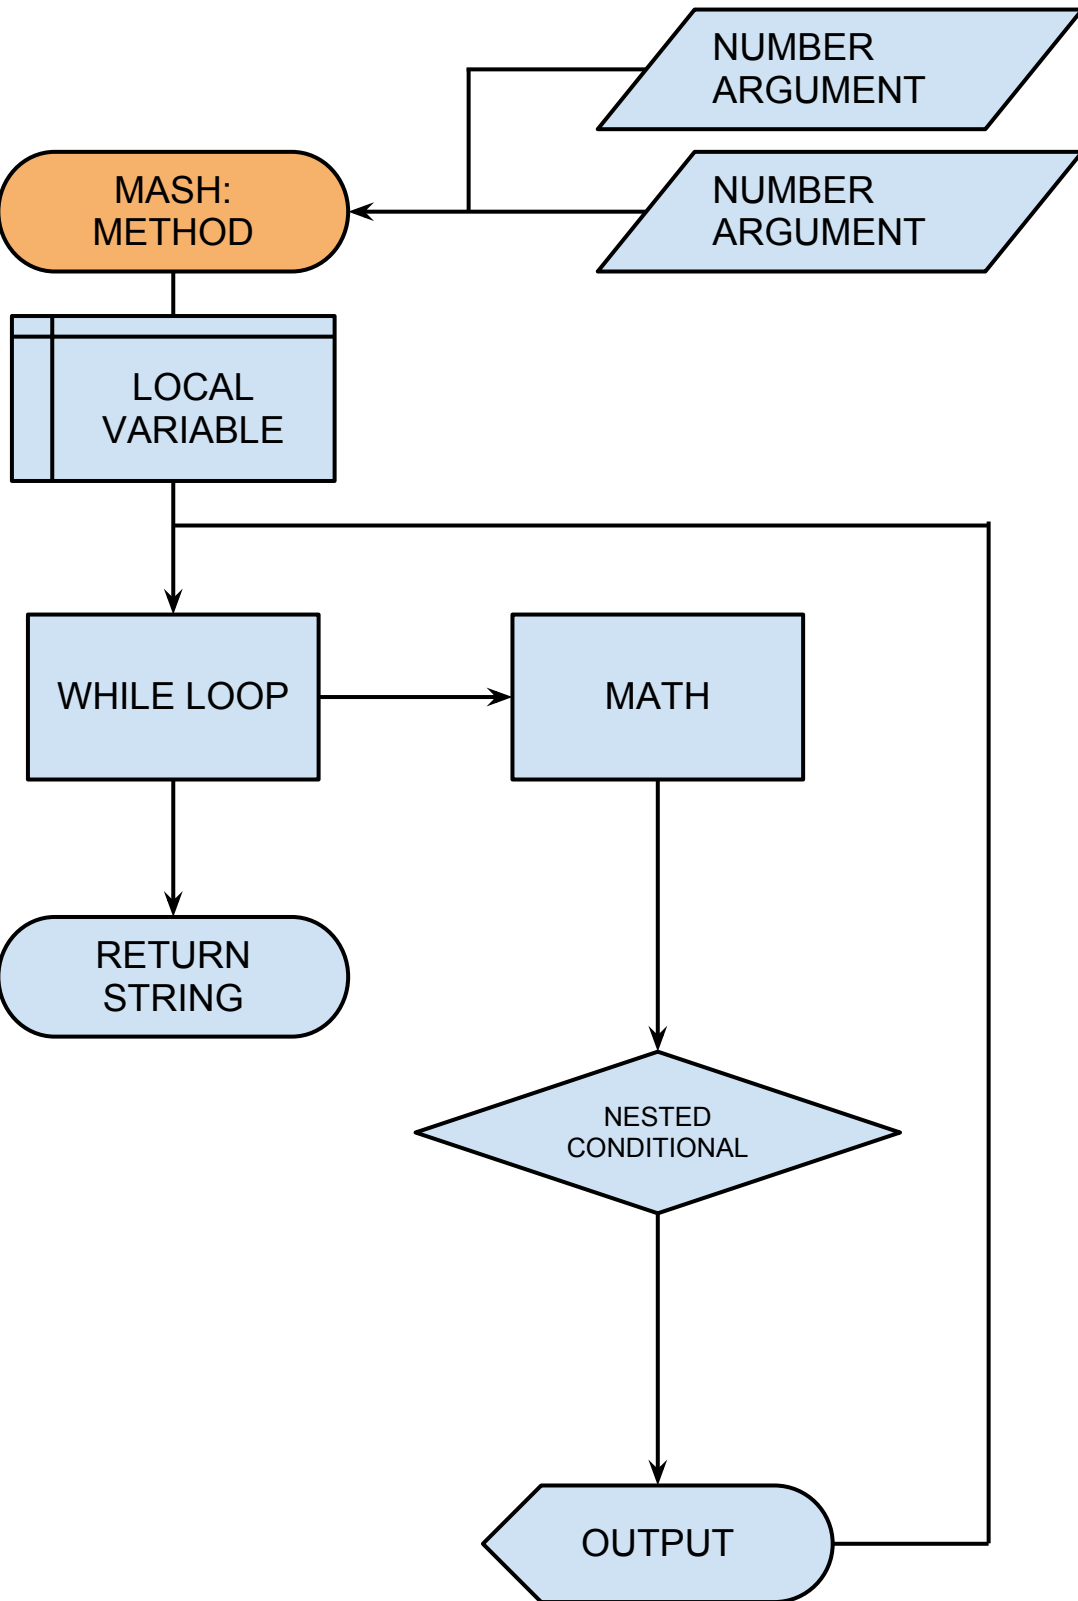 NUMBER
ARGUMENT
MASH:
METHOD
NUMBER
ARGUMENT
LOCAL
VARIABLE
WHILE LOOP
MATH
RETURN
STRING
NESTED
CONDITIONAL
OUTPUT